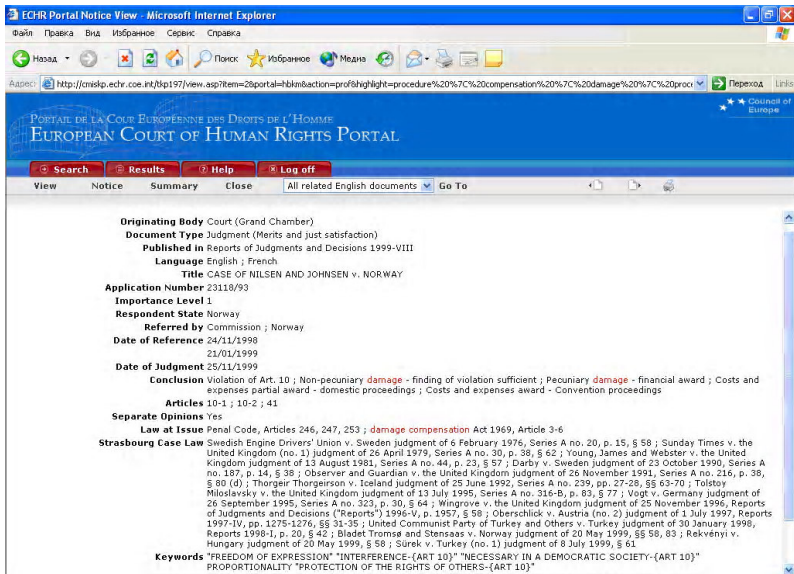 ECHR Portal Notice View - Microsoft Internet Explorer
Файл Правка Вид Избранное Сервис Справка
Назад Поиск Избранное Медиа
Адрес: http://cmiskp.echr.coe.int/tkp197/view.asp?item=2&portal=hbkm&action=prof&highlight=procedure%20%7C%20compensation%20%7C%20damage%20%7C%20proce Переход Links
PORTAIL DE LA COUR EUROPÉENNE DES DROITS DE L'HOMME
EUROPEAN COURT OF HUMAN RIGHTS PORTAL
Council of Europe
Search Results Help Log off
View Notice Summary Close All related English documents Go To
Originating Body Court (Grand Chamber)
Document Type Judgment (Merits and just satisfaction)
Published in Reports of Judgments and Decisions 1999-VIII
Language English ; French
Title CASE OF NILSEN AND JOHNSEN v. NORWAY
Application Number 23118/93
Importance Level 1
Respondent State Norway
Referred by Commission ; Norway
Date of Reference 24/11/1998
21/01/1999
Date of Judgment 25/11/1999
Conclusion Violation of Art. 10 ; Non-pecuniary damage - finding of violation sufficient ; Pecuniary damage - financial award ; Costs and
expenses partial award - domestic proceedings ; Costs and expenses award - Convention proceedings
Articles 10-1 ; 10-2 ; 41
Separate Opinions Yes
Law at Issue Penal Code, Articles 246, 247, 253 ; damage compensation Act 1969, Article 3-6
Strasbourg Case Law Swedish Engine Drivers' Union v. Sweden judgment of 6 February 1976, Series A no. 20, p. 15, § 58 ; Sunday Times v. the
United Kingdom (no. 1) judgment of 26 April 1979, Series A no. 30, p. 38, § 62 ; Young, James and Webster v. the United
Kingdom judgment of 13 August 1981, Series A no. 44, p. 23, § 57 ; Darby v. Sweden judgment of 23 October 1990, Series A
no. 187, p. 14, § 38 ; Observer and Guardian v. the United Kingdom judgment of 26 November 1991, Series A no. 216, p. 38,
§ 80 (d) ; Thorgeir Thorgeirson v. Iceland judgment of 25 June 1992, Series A no. 239, pp. 27-28, §§ 63-70 ; Tolstoy
Miloslavsky v. the United Kingdom judgment of 13 July 1995, Series A no. 316-B, p. 83, § 77 ; Vogt v. Germany judgment of
26 September 1995, Series A no. 323, p. 30, § 64 ; Wingrove v. the United Kingdom judgment of 25 November 1996, Reports
of Judgments and Decisions ("Reports") 1996-V, p. 1957, § 58 ; Oberschlick v. Austria (no. 2) judgment of 1 July 1997, Reports
1997-IV, pp. 1275-1276, §§ 31-35 ; United Communist Party of Turkey and Others v. Turkey judgment of 30 January 1998,
Reports 1998-I, p. 20, § 42 ; Bladet Tromsø and Stensaas v. Norway judgment of 20 May 1999, §§ 58, 83 ; Rekvényi v.
Hungary judgment of 20 May 1999, § 58 ; Sürek v. Turkey (no. 1) judgment of 8 July 1999, § 61
Keywords "FREEDOM OF EXPRESSION" "INTERFERENCE-{ART 10}" "NECESSARY IN A DEMOCRATIC SOCIETY-{ART 10}"
PROPORTIONALITY "PROTECTION OF THE RIGHTS OF OTHERS-{ART 10}"